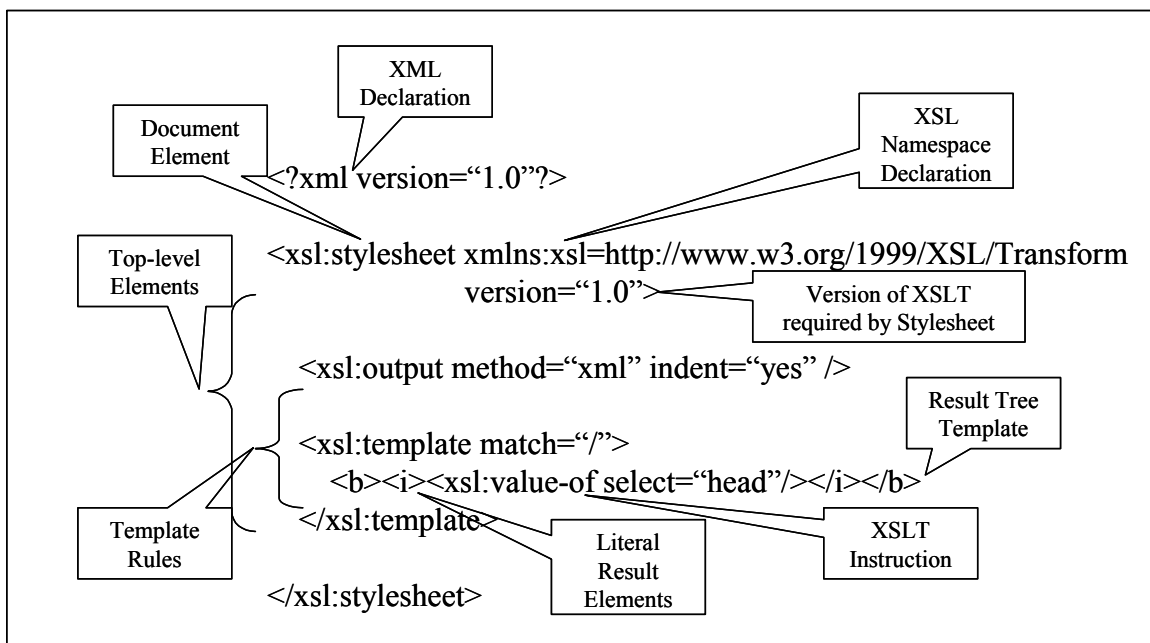 XML
Declaration
Document
Element
XSL
Namespace
Declaration
<?xml version=“1.0”?>
Top-level
Elements
<xsl:stylesheet xmlns:xsl=http://www.w3.org/1999/XSL/Transform
version=“1.0”>
Version of XSLT
required by Stylesheet
<xsl:output method=“xml” indent=“yes” />
Result Tree
Template
<xsl:template match=“/”>
<b><i><xsl:value-of select=“head”/></i></b>
</xsl:template>
Template
Rules
Literal
Result
Elements
XSLT
Instruction
</xsl:stylesheet>